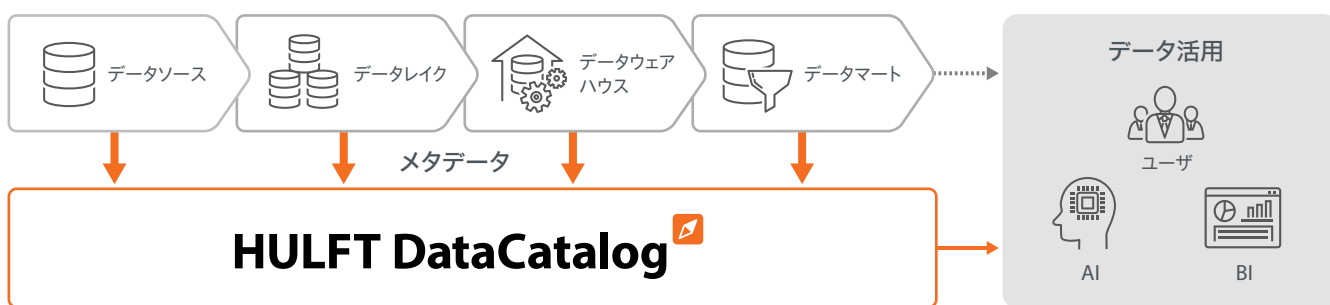 データソース
データレイク
データウェア
ハウス
データマート
データ活用
ユーザ
AI
BI
メタデータ
HULFT DataCatalog